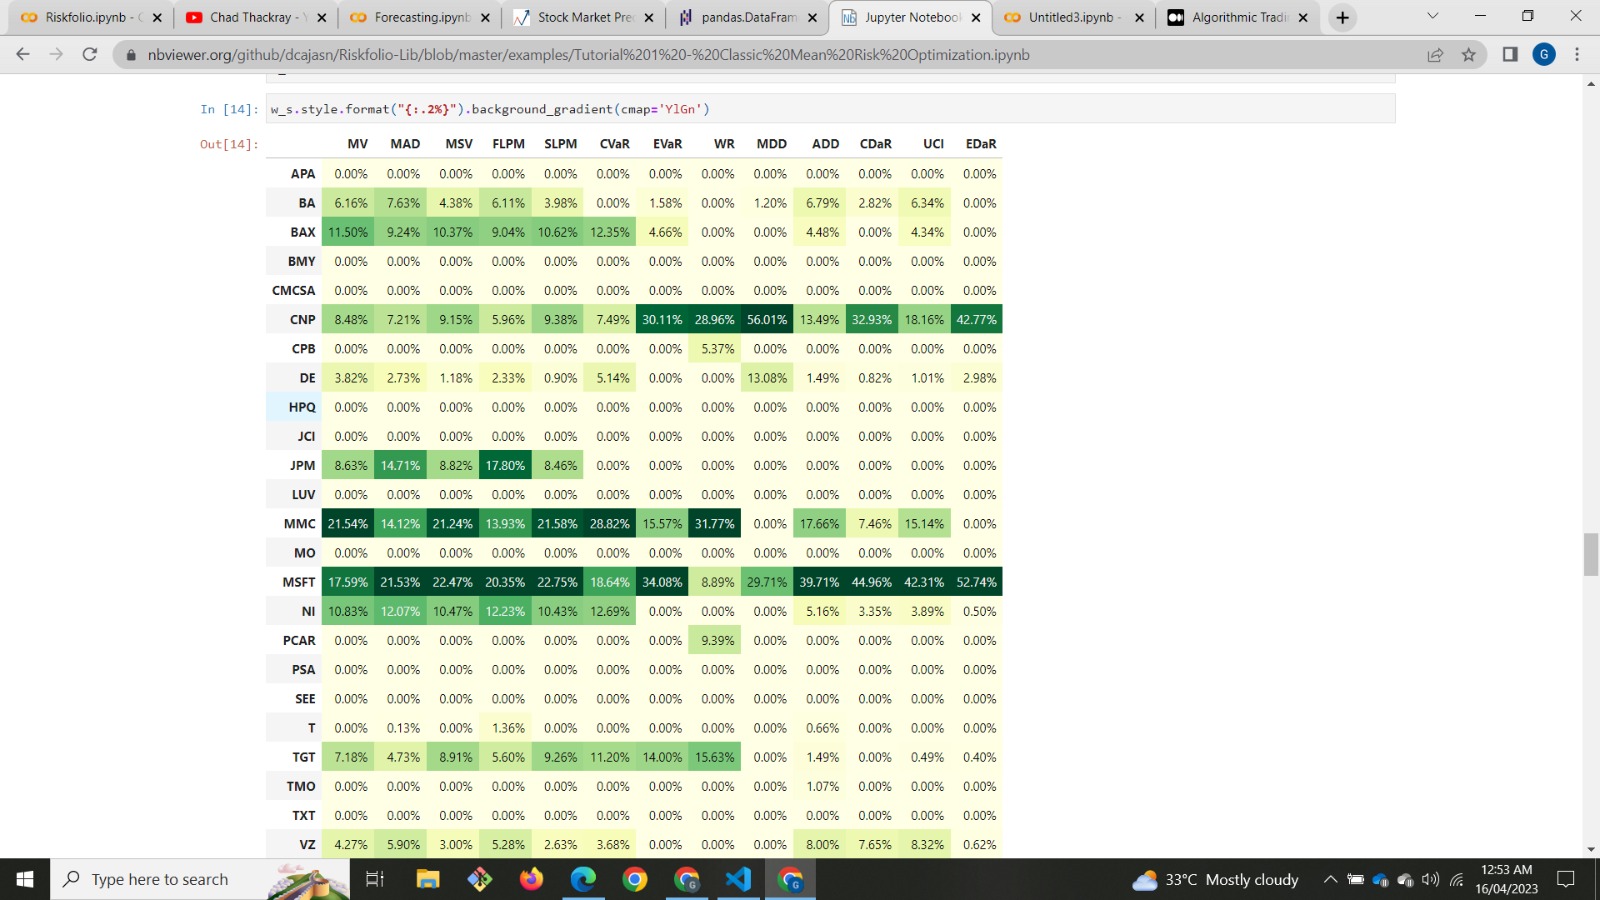 Riskfolio.ipynb - C
Chad Thackray - Y
Forecasting.ipynb
Stock Market Pre
pandas.DataFram
Jupyter Noteboo
Untitled3.ipynb -
Algorithmic Tradi
nbviewer.org/github/dcajasn/Riskfolio-Lib/blob/master/examples/Tutorial%201%20-%20Classic%20Mean%20Risk%20Optimization.ipynb
G
In [14]: w_s.style.format("{:.2%}").background_gradient(cmap='YlGn')
Out[14]:
MV MAD MSV FLPM SLPM CVaR EVaR WR MDD ADD CDaR UCI EDaR
APA 0.00% 0.00% 0.00% 0.00% 0.00% 0.00% 0.00% 0.00% 0.00% 0.00% 0.00% 0.00% 0.00%
BA 6.16% 7.63% 4.38% 6.11% 3.98% 0.00% 1.58% 0.00% 1.20% 6.79% 2.82% 6.34% 0.00%
BAX 11.50% 9.24% 10.37% 9.04% 10.62% 12.35% 4.66% 0.00% 0.00% 4.48% 0.00% 4.34% 0.00%
BMY 0.00% 0.00% 0.00% 0.00% 0.00% 0.00% 0.00% 0.00% 0.00% 0.00% 0.00% 0.00% 0.00%
CMCSA 0.00% 0.00% 0.00% 0.00% 0.00% 0.00% 0.00% 0.00% 0.00% 0.00% 0.00% 0.00% 0.00%
CNP 8.48% 7.21% 9.15% 5.96% 9.38% 7.49% 30.11% 28.96% 56.01% 13.49% 32.93% 18.16% 42.77%
CPB 0.00% 0.00% 0.00% 0.00% 0.00% 0.00% 0.00% 5.37% 0.00% 0.00% 0.00% 0.00% 0.00%
DE 3.82% 2.73% 1.18% 2.33% 0.90% 5.14% 0.00% 0.00% 13.08% 1.49% 0.82% 1.01% 2.98%
HPQ 0.00% 0.00% 0.00% 0.00% 0.00% 0.00% 0.00% 0.00% 0.00% 0.00% 0.00% 0.00% 0.00%
JCI 0.00% 0.00% 0.00% 0.00% 0.00% 0.00% 0.00% 0.00% 0.00% 0.00% 0.00% 0.00% 0.00%
JPM 8.63% 14.71% 8.82% 17.80% 8.46% 0.00% 0.00% 0.00% 0.00% 0.00% 0.00% 0.00% 0.00%
LUV 0.00% 0.00% 0.00% 0.00% 0.00% 0.00% 0.00% 0.00% 0.00% 0.00% 0.00% 0.00% 0.00%
MMC 21.54% 14.12% 21.24% 13.93% 21.58% 28.82% 15.57% 31.77% 0.00% 17.66% 7.46% 15.14% 0.00%
MO 0.00% 0.00% 0.00% 0.00% 0.00% 0.00% 0.00% 0.00% 0.00% 0.00% 0.00% 0.00% 0.00%
MSFT 17.59% 21.53% 22.47% 20.35% 22.75% 18.64% 34.08% 8.89% 29.71% 39.71% 44.96% 42.31% 52.74%
NI 10.83% 12.07% 10.47% 12.23% 10.43% 12.69% 0.00% 0.00% 0.00% 5.16% 3.35% 3.89% 0.50%
PCAR 0.00% 0.00% 0.00% 0.00% 0.00% 0.00% 0.00% 9.39% 0.00% 0.00% 0.00% 0.00% 0.00%
PSA 0.00% 0.00% 0.00% 0.00% 0.00% 0.00% 0.00% 0.00% 0.00% 0.00% 0.00% 0.00% 0.00%
SEE 0.00% 0.00% 0.00% 0.00% 0.00% 0.00% 0.00% 0.00% 0.00% 0.00% 0.00% 0.00% 0.00%
T 0.00% 0.13% 0.00% 1.36% 0.00% 0.00% 0.00% 0.00% 0.00% 0.66% 0.00% 0.00% 0.00%
TGT 7.18% 4.73% 8.91% 5.60% 9.26% 11.20% 14.00% 15.63% 0.00% 1.49% 0.00% 0.49% 0.40%
TMO 0.00% 0.00% 0.00% 0.00% 0.00% 0.00% 0.00% 0.00% 0.00% 1.07% 0.00% 0.00% 0.00%
TXT 0.00% 0.00% 0.00% 0.00% 0.00% 0.00% 0.00% 0.00% 0.00% 0.00% 0.00% 0.00% 0.00%
VZ 4.27% 5.90% 3.00% 5.28% 2.63% 3.68% 0.00% 0.00% 0.00% 8.00% 7.65% 8.32% 0.62%
Type here to search
33°C Mostly cloudy
12:53 AM
16/04/2023